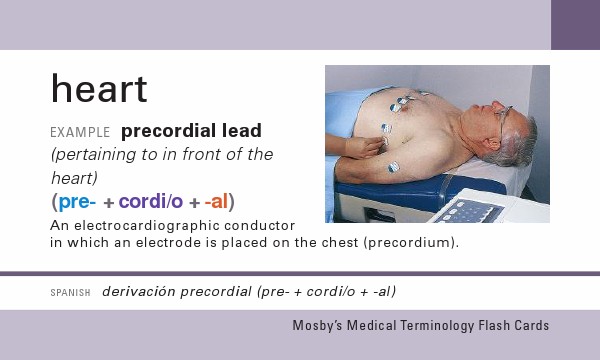 heart
EXAMPLE precordial lead
(pertaining to in front of the
heart)
(pre- + cordi/o + -al)
An electrocardiographic conductor
in which an electrode is placed on the chest (precordium).
SPANISH derivación precordial (pre- + cordi/o + -al)
Mosby's Medical Terminology Flash Cards